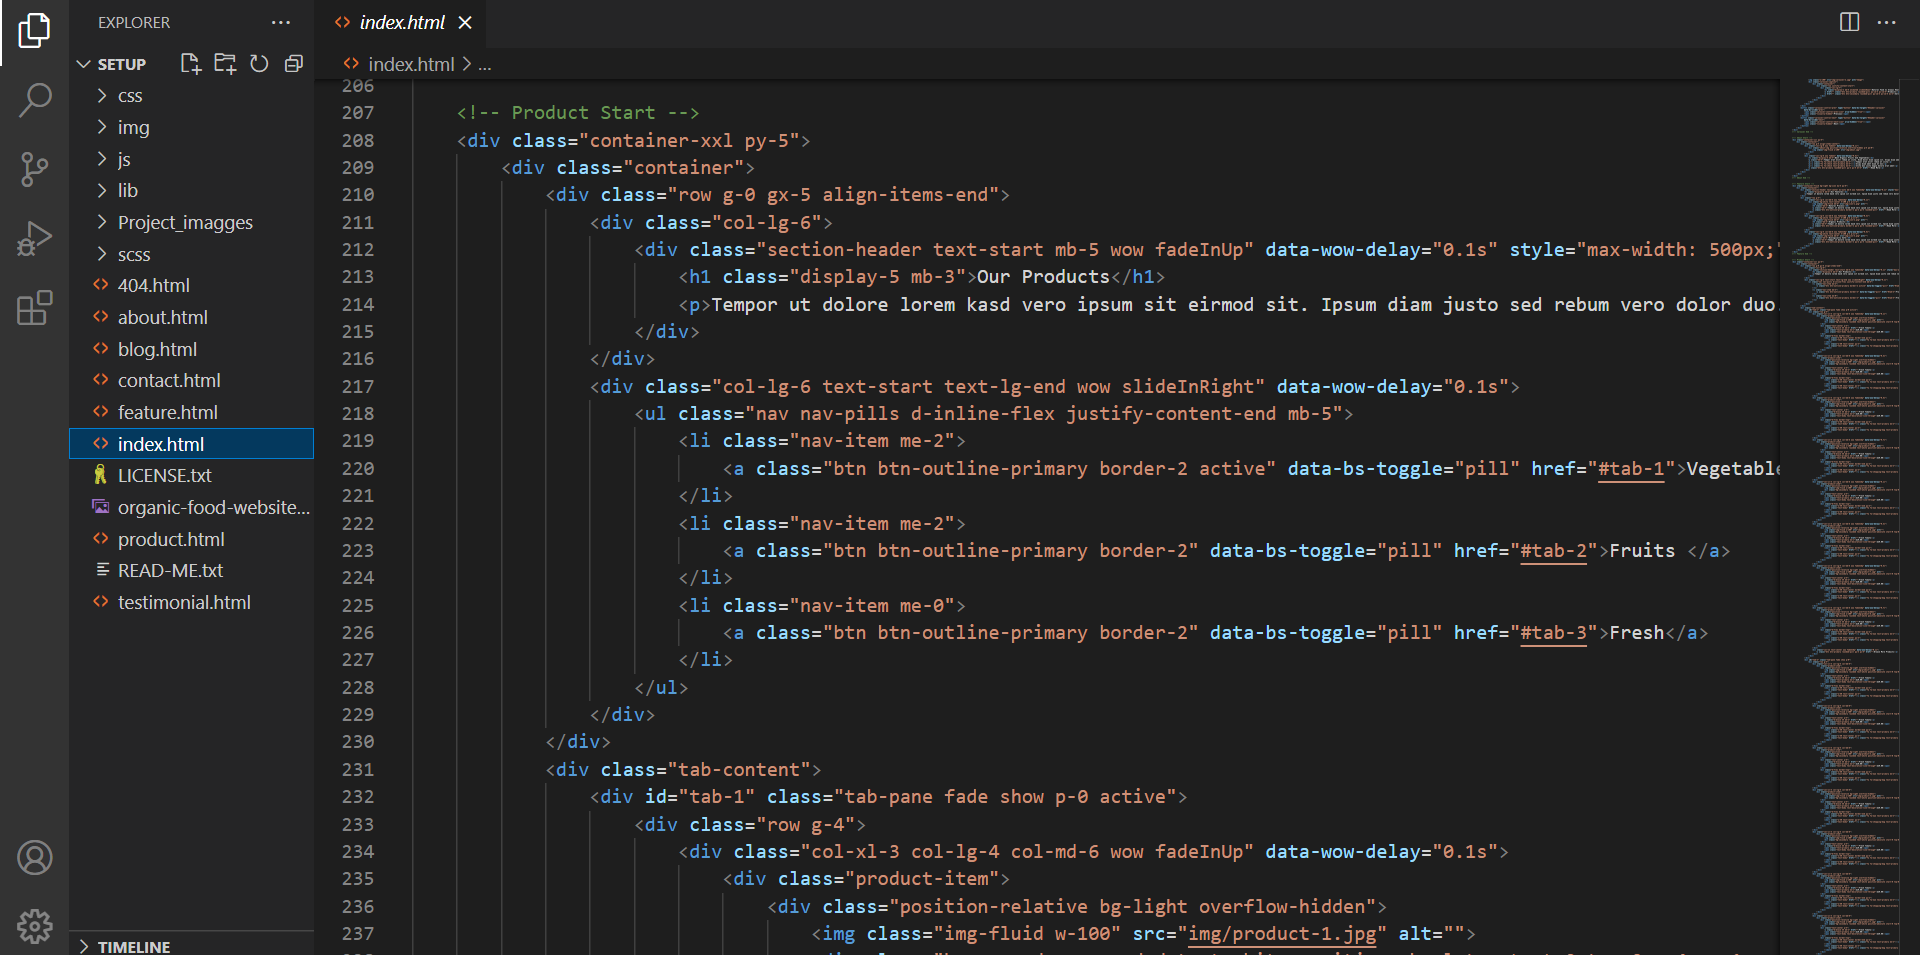 EXPLORER
SETUP
css
img
js
lib
Project_imagges
scss
404.html
about.html
blog.html
contact.html
feature.html
index.html
LICENSE.txt
organic-food-website...
product.html
READ-ME.txt
testimonial.html
TIMELINE
index.html
index.html > ...
206
207 <!-- Product Start -->
208 <div class="container-xxl py-5">
209 <div class="container">
210 <div class="row g-0 gx-5 align-items-end">
211 <div class="col-lg-6">
212 <div class="section-header text-start mb-5 wow fadeInUp" data-wow-delay="0.1s" style="max-width: 500px;"
213 <h1 class="display-5 mb-3">Our Products</h1>
214 <p>Tempor ut dolore lorem kasd vero ipsum sit eirmod sit. Ipsum diam justo sed rebum vero dolor duo.
215 </div>
216 </div>
217 <div class="col-lg-6 text-start text-lg-end wow slideInRight" data-wow-delay="0.1s">
218 <ul class="nav nav-pills d-inline-flex justify-content-end mb-5">
219 <li class="nav-item me-2">
220 <a class="btn btn-outline-primary border-2 active" data-bs-toggle="pill" href="#tab-1">Vegetable
221 </li>
222 <li class="nav-item me-2">
223 <a class="btn btn-outline-primary border-2" data-bs-toggle="pill" href="#tab-2">Fruits </a>
224 </li>
225 <li class="nav-item me-0">
226 <a class="btn btn-outline-primary border-2" data-bs-toggle="pill" href="#tab-3">Fresh</a>
227 </li>
228 </ul>
229 </div>
230 </div>
231 <div class="tab-content">
232 <div id="tab-1" class="tab-pane fade show p-0 active">
233 <div class="row g-4">
234 <div class="col-xl-3 col-lg-4 col-md-6 wow fadeInUp" data-wow-delay="0.1s">
235 <div class="product-item">
236 <div class="position-relative bg-light overflow-hidden">
237 <img class="img-fluid w-100" src="img/product-1.jpg" alt="">